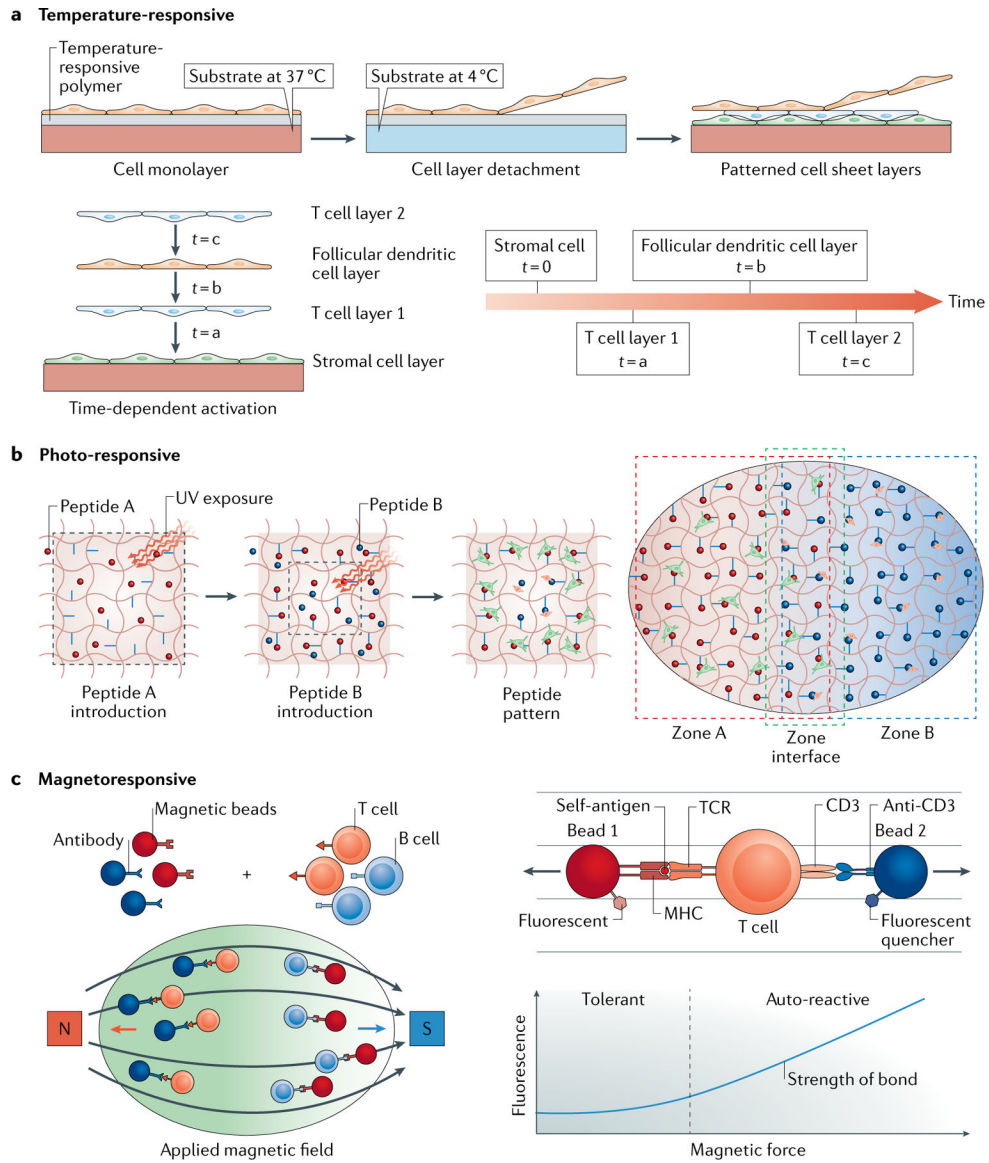 a Temperature-responsive
Temperature-
responsive
polymer
Substrate at 37 °C
Substrate at 4 °C
Cell monolayer
Cell layer detachment
Patterned cell sheet layers
T cell layer 2
t = c
Follicular dendritic
cell layer
t = b
T cell layer 1
t = a
Stromal cell layer
Time-dependent activation
Stromal cell
t = 0
Follicular dendritic cell layer
t = b
Time
T cell layer 1
t = a
T cell layer 2
t = c
b Photo-responsive
Peptide A
UV exposure
Peptide B
Peptide A
introduction
Peptide B
introduction
Peptide
pattern
Zone A
Zone
interface
Zone B
c Magnetoresponsive
Magnetic beads
Antibody
+
T cell
B cell
N
S
Applied magnetic field
Self-antigen
TCR
CD3
Anti-CD3
Bead 1
Bead 2
Fluorescent
MHC
T cell
Fluorescent
quencher
Tolerant
Auto-reactive
Strength of bond
Fluorescence
Magnetic force